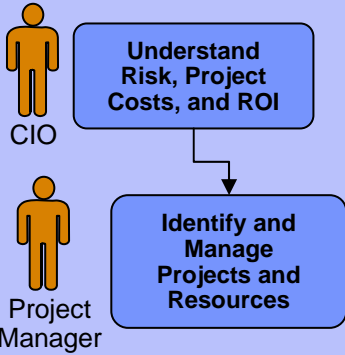 Understand
Risk, Project
Costs, and ROI
CIO
Identify and
Manage
Projects and
Resources
Project
Manager